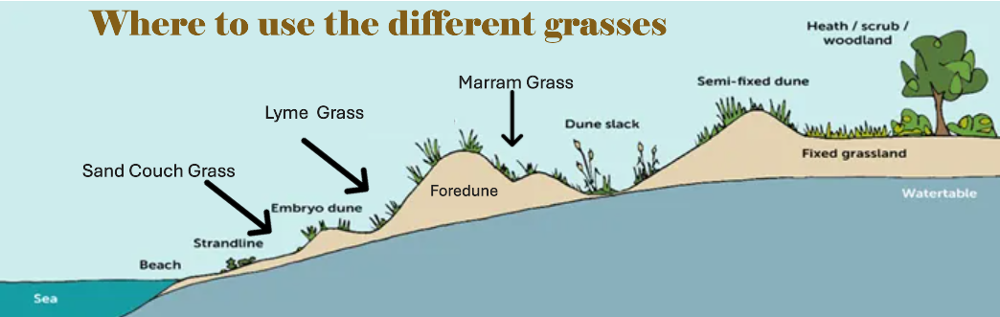 Where to use the different grasses
Heath / scrub /
woodland
Marram Grass
Semi-fixed dune
Lyme Grass
Dune slack
Fixed grassland
Sand Couch Grass
Foredune
Watertable
Embryo dune
Strandline
Beach
Sea